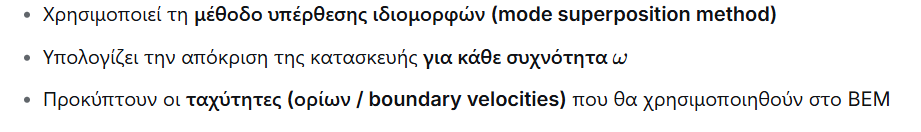 • Χρησιμοποιεί τη μέθοδο υπέρθεσης ιδιομορφών (mode superposition method)
• Υπολογίζει την απόκριση της κατασκευής για κάθε συχνότητα ω
• Προκύπτουν οι ταχύτητες (ορίων / boundary velocities) που θα χρησιμοποιηθούν στο BEM